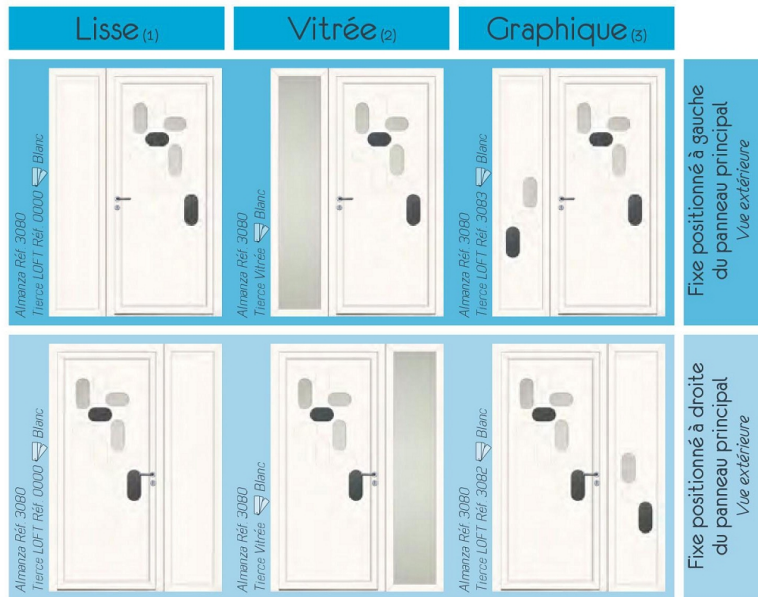 Lisse (1)
Vitrée (2)
Graphique (3)
Almanza Réf 3080
Tierce LOFT Réf 0000 Blanc
Almanza Réf 3080
Tierce Vitrée Blanc
Almanza Réf 3080
Tierce LOFT Réf 3083 Blanc
Fixe positionné à gauche
du panneau principal
Vue extérieure
Almanza Réf 3080
Tierce LOFT Réf 0000 Blanc
Almanza Réf 3080
Tierce Vitrée Blanc
Almanza Réf 3080
Tierce LOFT Réf 3082 Blanc
Fixe positionné à droite
du panneau principal
Vue extérieure